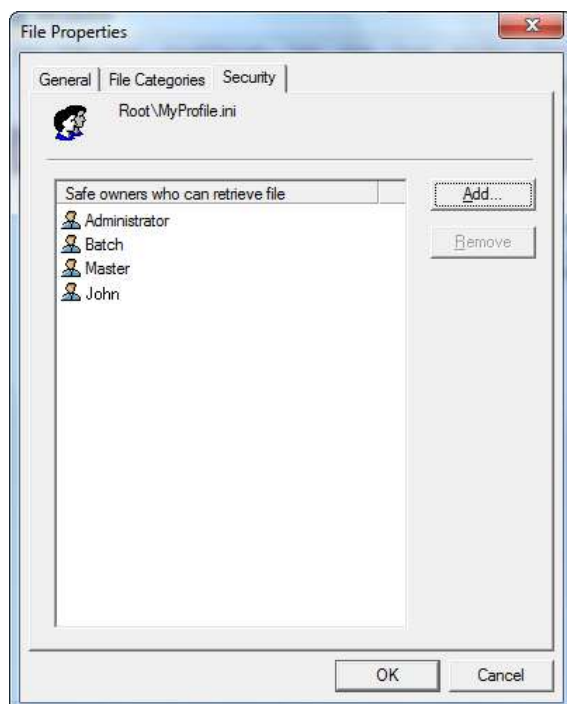 File Properties
General File Categories Security
Root\MyProfile.ini
Safe owners who can retrieve file
Add...
Administrator
Batch
Remove
Master
John
OK Cancel